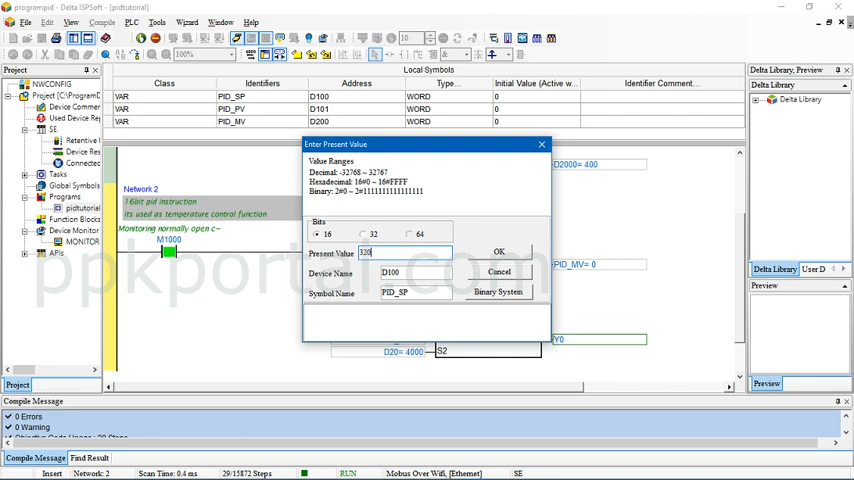 programpid - Delta ISPSoft - [pidtutorial]
File Edit View Compile PLC Tools Wizard Window Help
10
100%
Project
NWCONFIG
Project [C:\ProgramD
Device Commer
Used Device Rep
SE
Retentive
Device Res
Connectec
Tasks
Global Symbols
Programs
pidtutorial
Function Blocks
Device Monitor
MONITOR
APIs
Project
Local Symbols
Class Identifiers Address Type... Initial Value (Active w... Identifier Comment...
VAR PID_SP D100 WORD 0
VAR PID_PV D101 WORD 0
VAR PID_MV D200 WORD 0
Network 2
16bit pid instruction
its used as temperature control function
Monitoring normally open c~
M1000
D2000= 400
PID_MV= 0
Y0
D20= 4000 S2
Enter Present Value
Value Ranges
Decimal: -32768 ~ 32767
Hexadecimal: 16#0 ~ 16#FFFF
Binary: 2#0 ~ 2#1111111111111111
Bits
16 32 64
Present Value 320 OK
Device Name D100 Cancel
Symbol Name PID_SP Binary System
Delta Library, Preview
Delta Library
Delta Library
Delta Library User D
Preview
Preview
ppkportal.com
Compile Message
0 Errors
0 Warning
Compile Message Find Result
Insert Network: 2 Scan Time: 0.4 ms 29/15872 Steps RUN Mobus Over Wifi, [Ethernet] SE